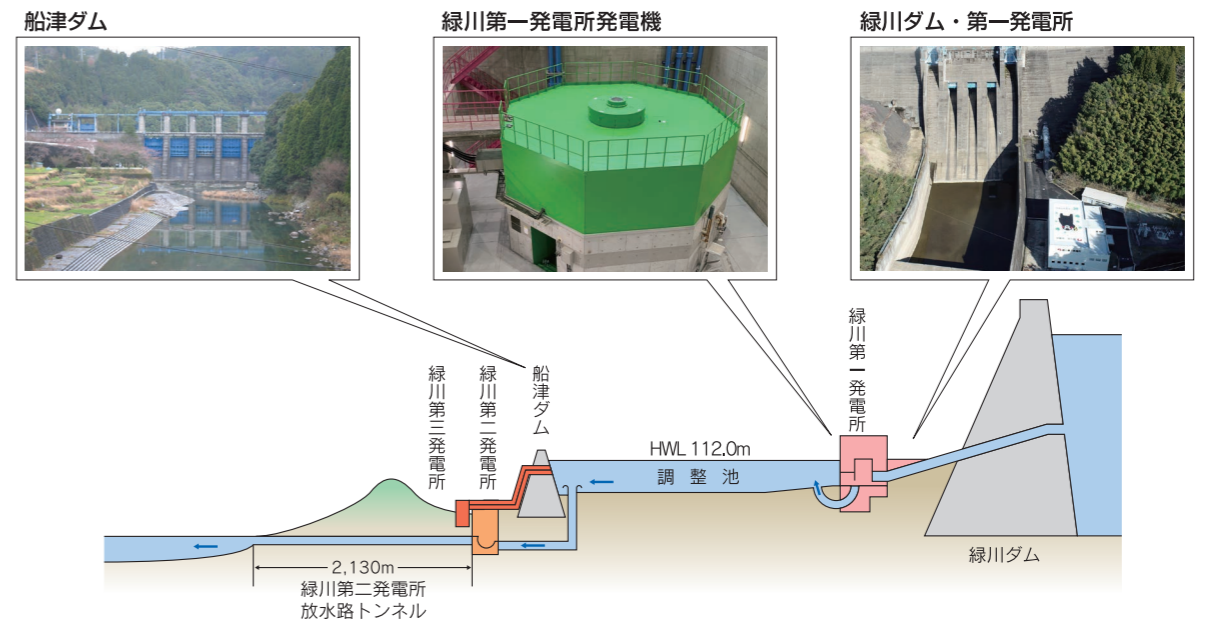 船津ダム
緑川第一発電所発電機
緑川ダム・第一発電所
緑川第三発電所
緑川第二発電所
船津ダム
HWL 112.0m
調整池
緑川第一発電所
緑川ダム
2,130m
緑川第二発電所
放水路トンネル